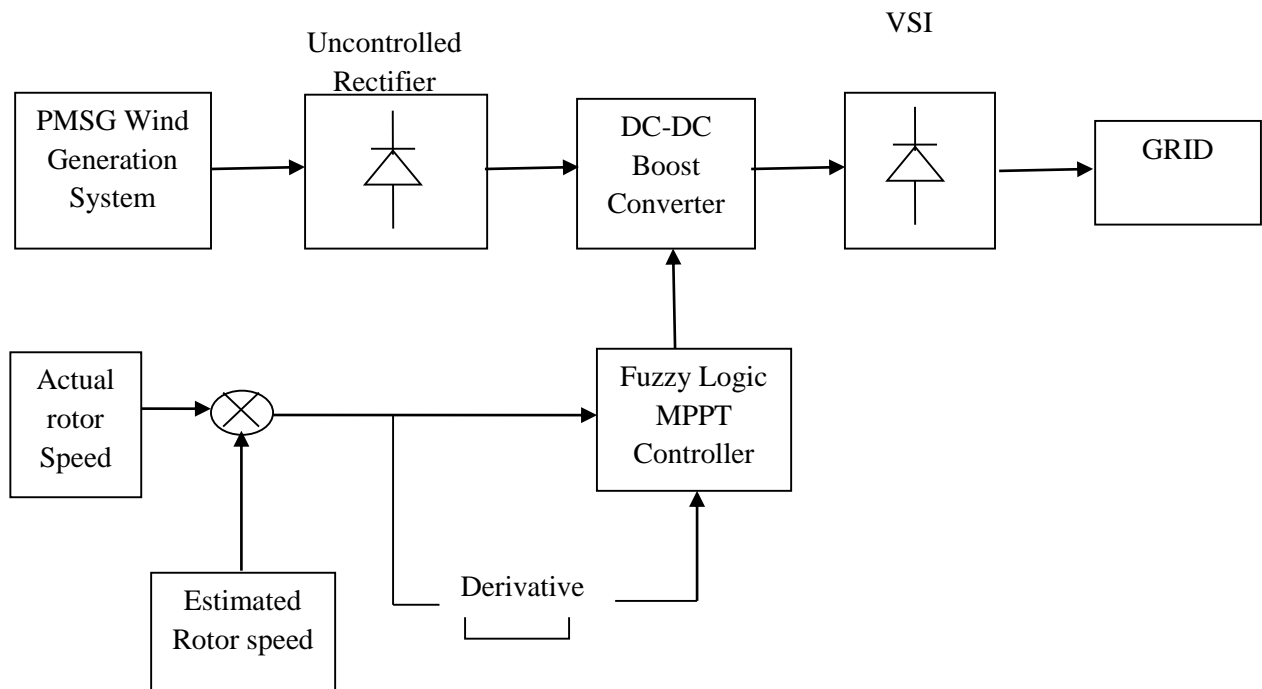 VSI
Uncontrolled
Rectifier
PMSG Wind
Generation
System
DC-DC
Boost
Converter
GRID
Actual
rotor
Speed
Fuzzy Logic
MPPT
Controller
Estimated
Rotor speed
Derivative